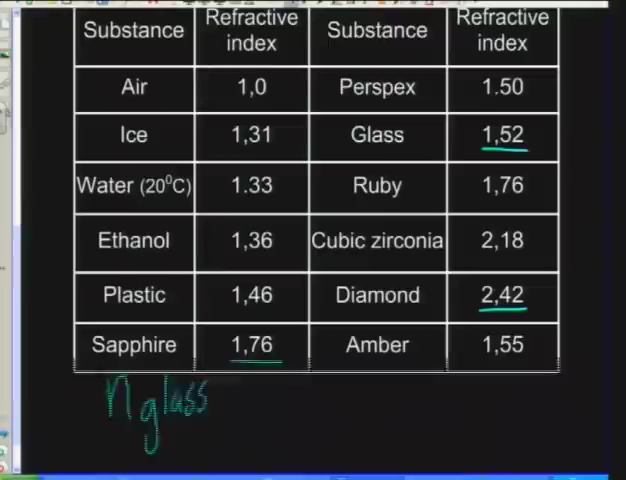 Substance Refractive index Substance Refractive index
Air 1,0 Perspex 1.50
Ice 1,31 Glass 1,52
Water (20⁰C) 1.33 Ruby 1,76
Ethanol 1,36 Cubic zirconia 2,18
Plastic 1,46 Diamond 2,42
Sapphire 1,76 Amber 1,55
n glass